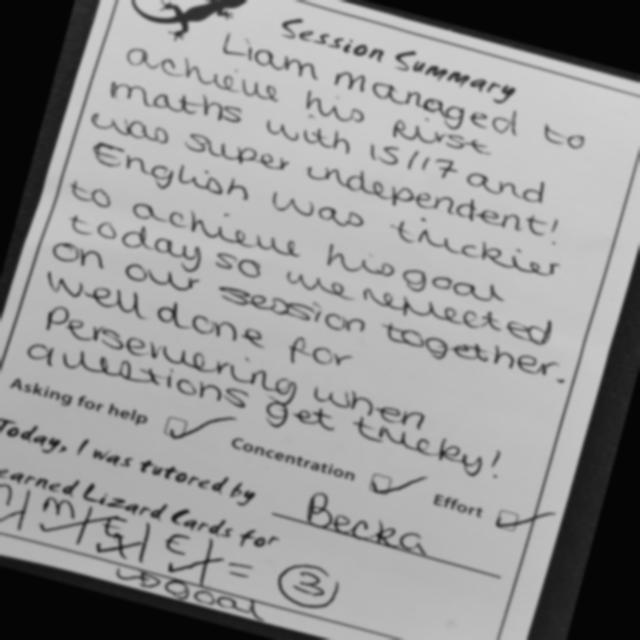 Session Summary
Liam managed to
achieve his first
maths with 15/17 and
was super independent!
English was trickier
to achieve his goal
today so we reflected
on our session together.
Well done for
persevering when
questions get tricky!
Asking for help Concentration Effort
Today, I was tutored by Becka
earned Lizard Cards for
M | M | E | E | = 3
goal